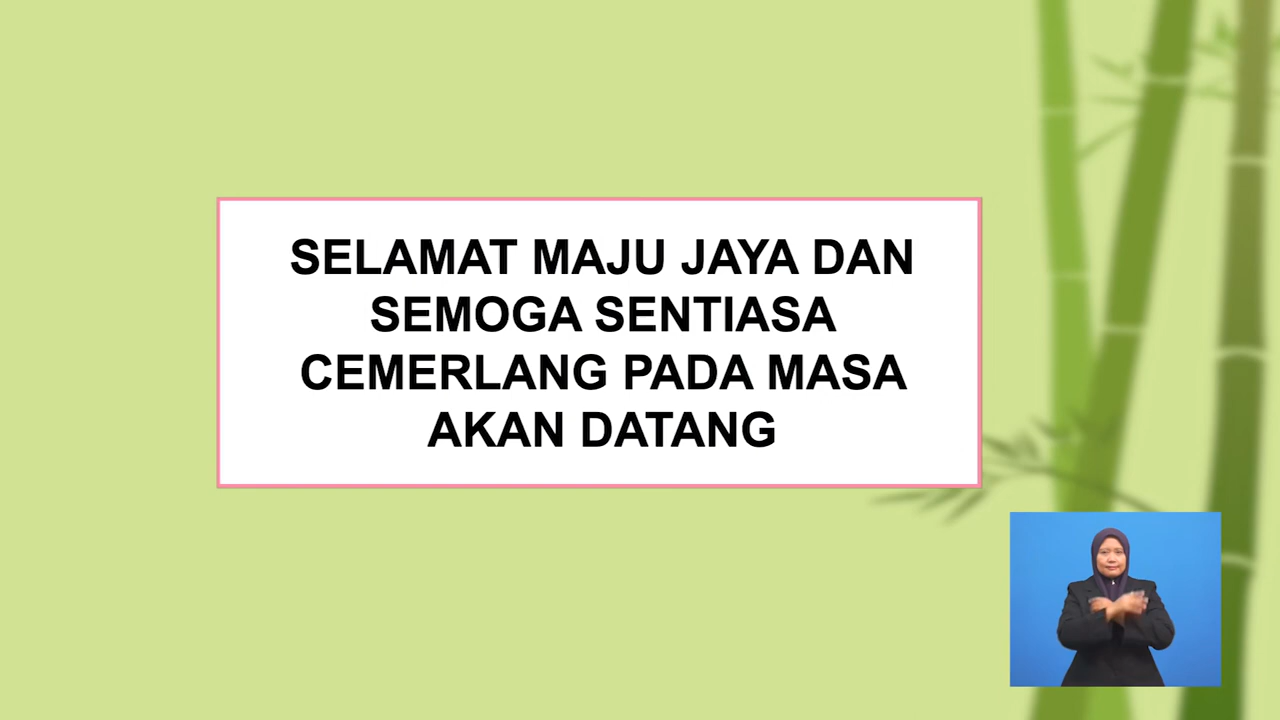 SELAMAT MAJU JAYA DAN
SEMOGA SENTIASA
CEMERLANG PADA MASA
AKAN DATANG